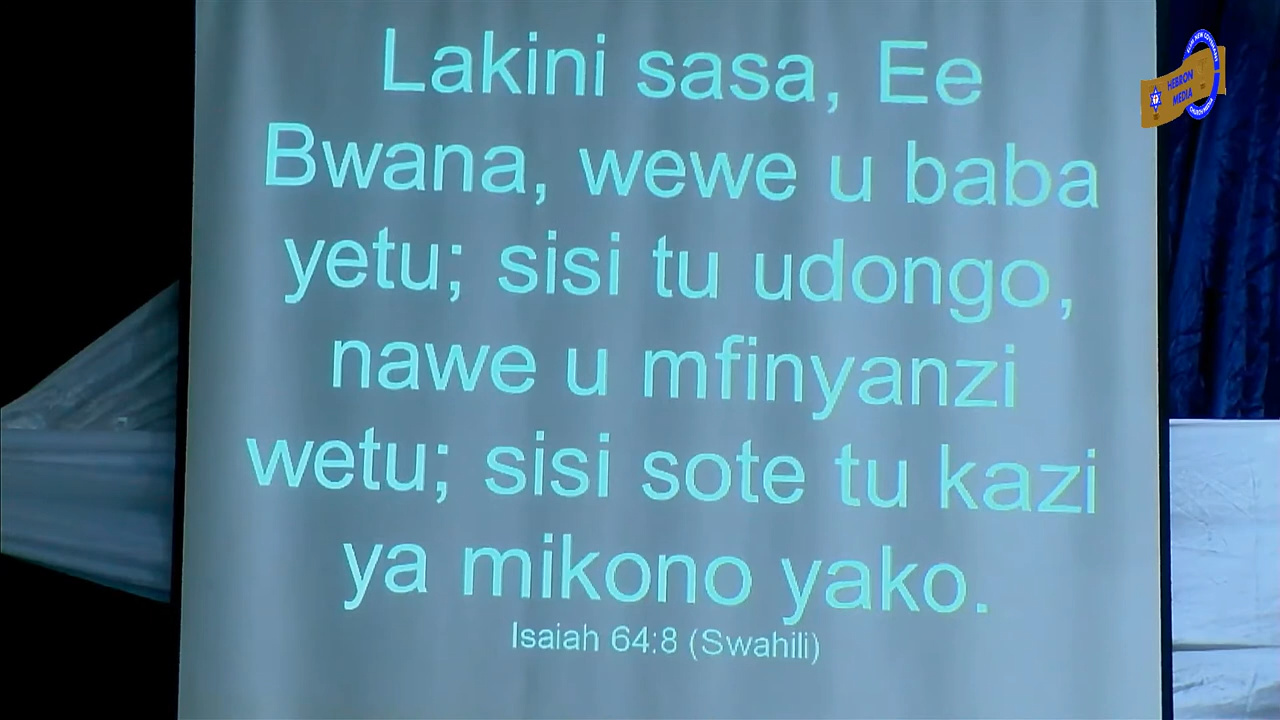 Lakini sasa, Ee
Bwana, wewe u baba
yetu; sisi tu udongo,
nawe u mfinyanzi
wetu; sisi sote tu kazi
ya mikono yako.
Isaiah 64:8 (Swahili)
HEBRON
MEDIA